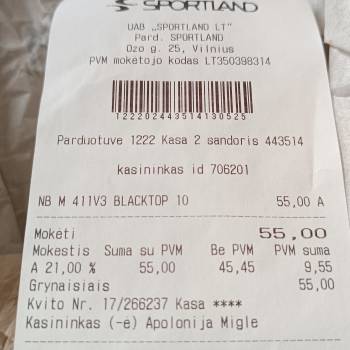 SPORTLAND
UAB „SPORTLAND LT"
Pard. SPORTLAND
Ozo g. 25, Vilnius
PVM mokėtojo kodas LT350398314
122202443514130525
Parduotuve 1222 Kasa 2 sandoris 443514
kasininkas id 706201
NB M 411V3 BLACKTOP 10 55,00 A
Mokėti 55,00
Mokestis Suma su PVM Be PVM PVM suma
A 21,00 % 55,00 45,45 9,55
Grynaisiais 55,00
Kvito Nr. 17/266237 Kasa ****
Kasininkas (-ė) Apolonija Migle